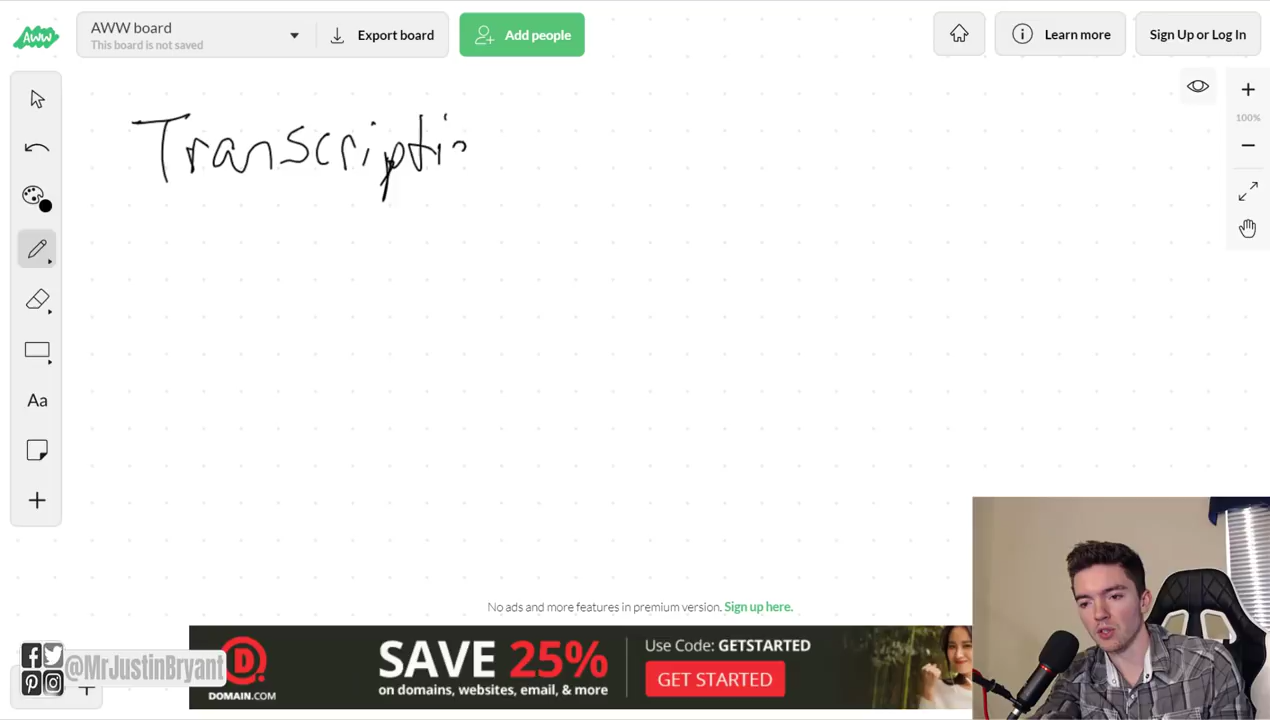 AWW
AWW board
This board is not saved
Export board
Add people
Learn more
Sign Up or Log In
100%
Transcriptio
Aa
No ads and more features in premium version. Sign up here.
D
DOMAIN.COM
SAVE 25%
on domains, websites, email, & more
Use Code: GETSTARTED
GET STARTED
@MrJustinBryant